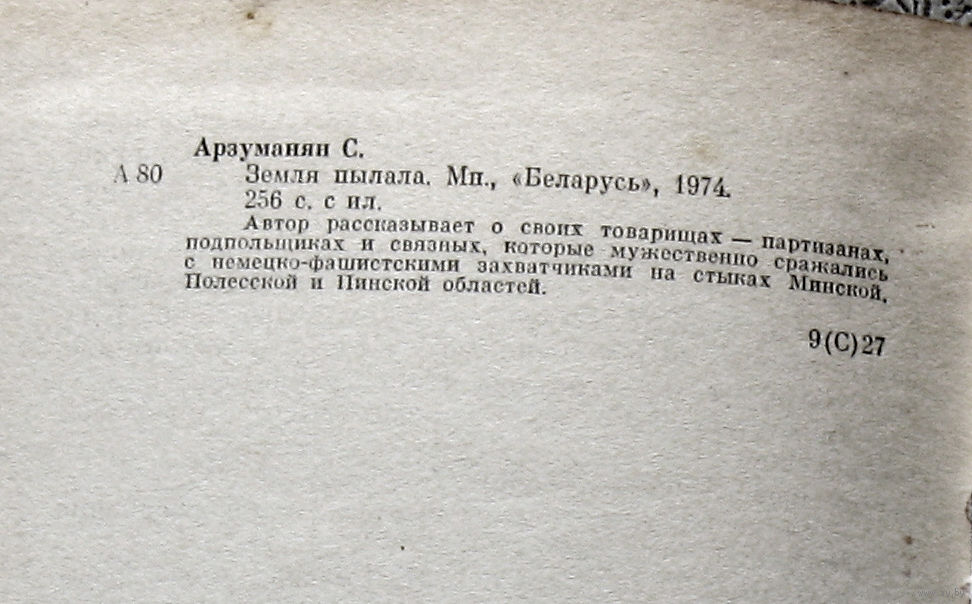 Арзуманян С.
А 80 Земля пылала. Мн., «Беларусь», 1974.
256 с. с ил.
Автор рассказывает о своих товарищах — партизанах,
подпольщиках и связных, которые мужественно сражались
с немецко-фашистскими захватчиками на стыках Минской,
Полесской и Пинской областей.
9(С)27